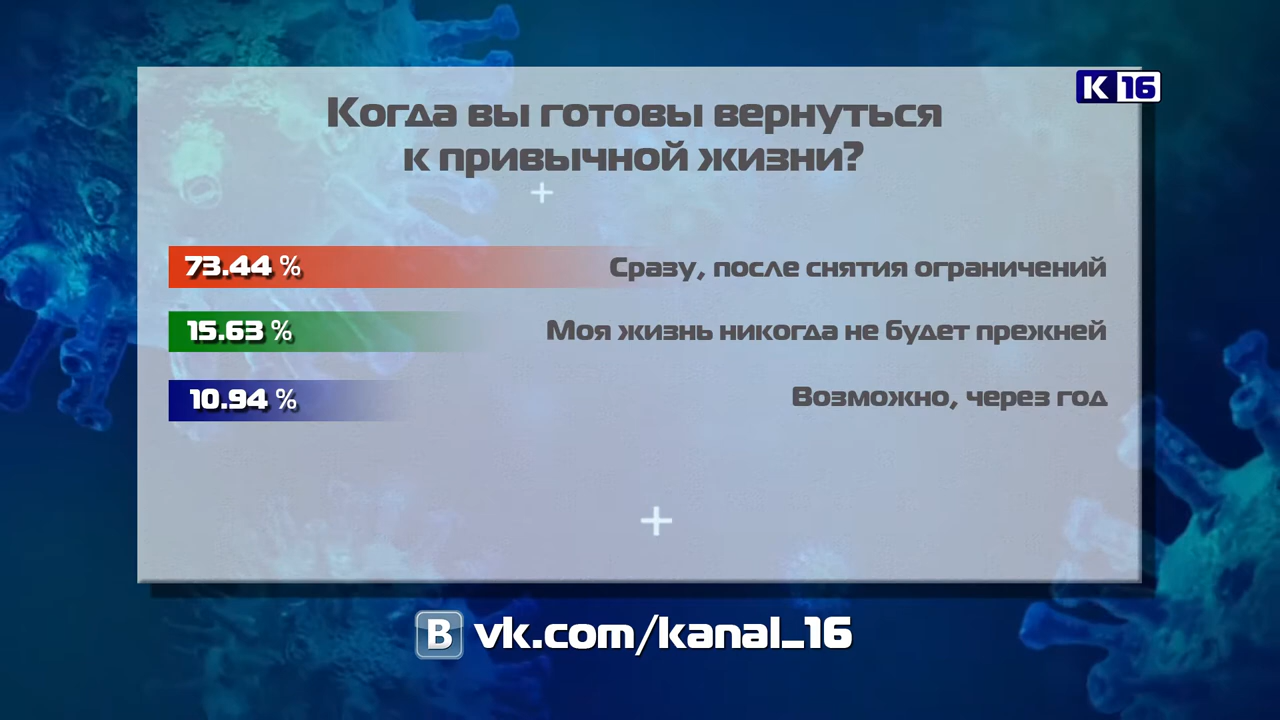 К 16
Когда вы готовы вернуться
к привычной жизни?
73.44 % Сразу, после снятия ограничений
15.63 % Моя жизнь никогда не будет прежней
10.94 % Возможно, через год
B vk.com/kanal_16